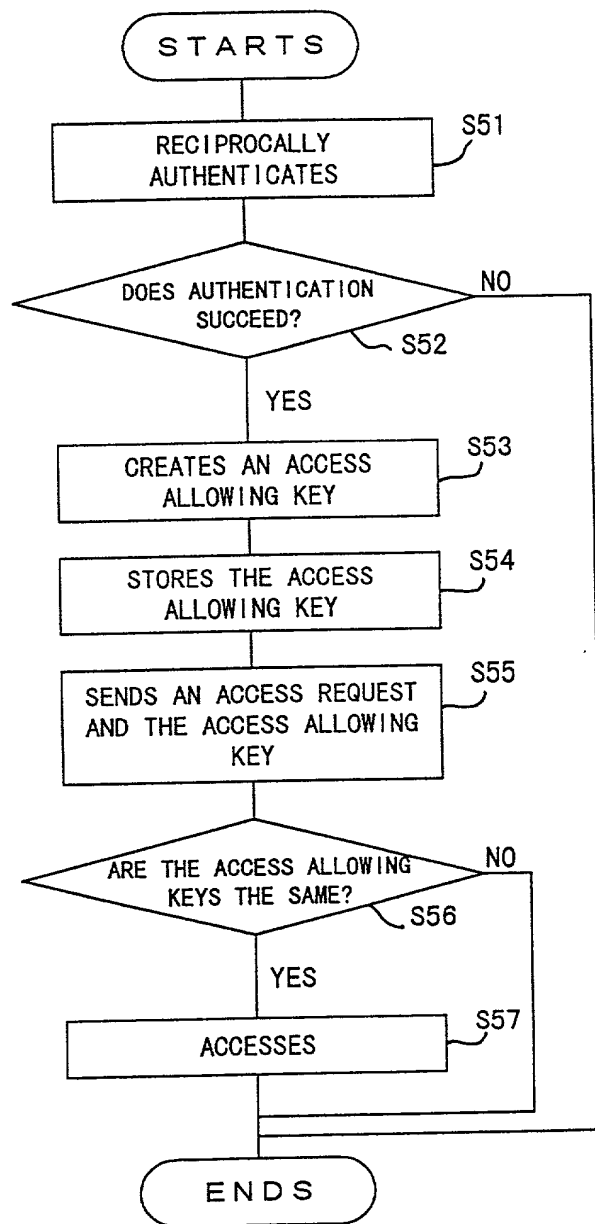 STARTS
S51
RECIPROCALLY
AUTHENTICATES
DOES AUTHENTICATION
SUCCEED?
NO
S52
YES
S53
CREATES AN ACCESS
ALLOWING KEY
S54
STORES THE ACCESS
ALLOWING KEY
S55
SENDS AN ACCESS REQUEST
AND THE ACCESS ALLOWING
KEY
ARE THE ACCESS ALLOWING
KEYS THE SAME?
NO
S56
YES
S57
ACCESSES
ENDS